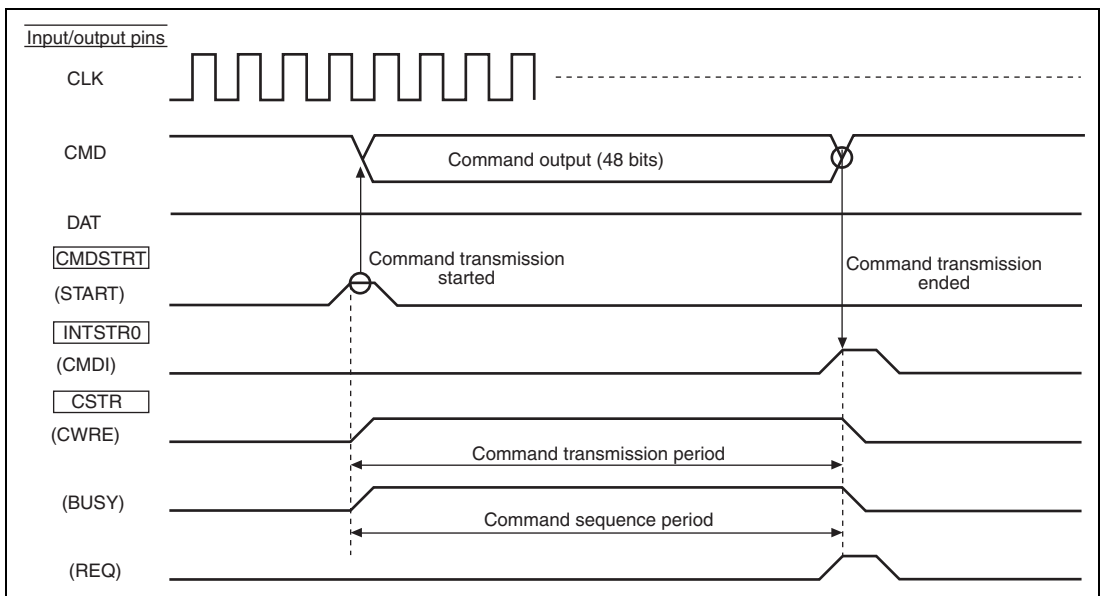 Input/output pins
CLK
CMD
Command output (48 bits)
DAT
CMDSTRT
(START)
Command transmission
started
Command transmission
ended
INTSTR0
(CMDI)
CSTR
(CWRE)
Command transmission period
(BUSY)
Command sequence period
(REQ)